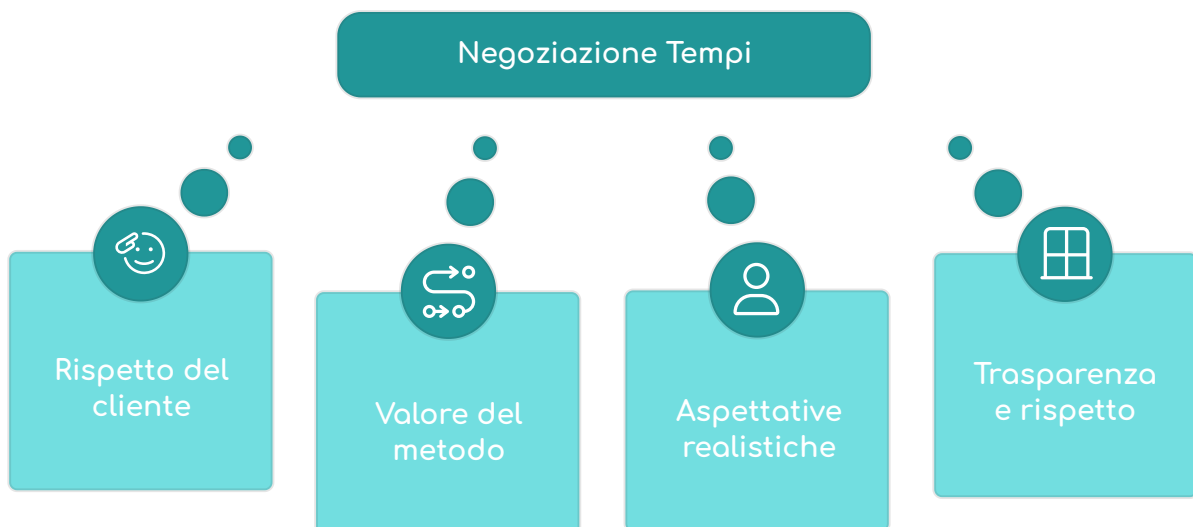 Negoziazione Tempi
Rispetto del
cliente
Valore del
metodo
Aspettative
realistiche
Trasparenza
e rispetto